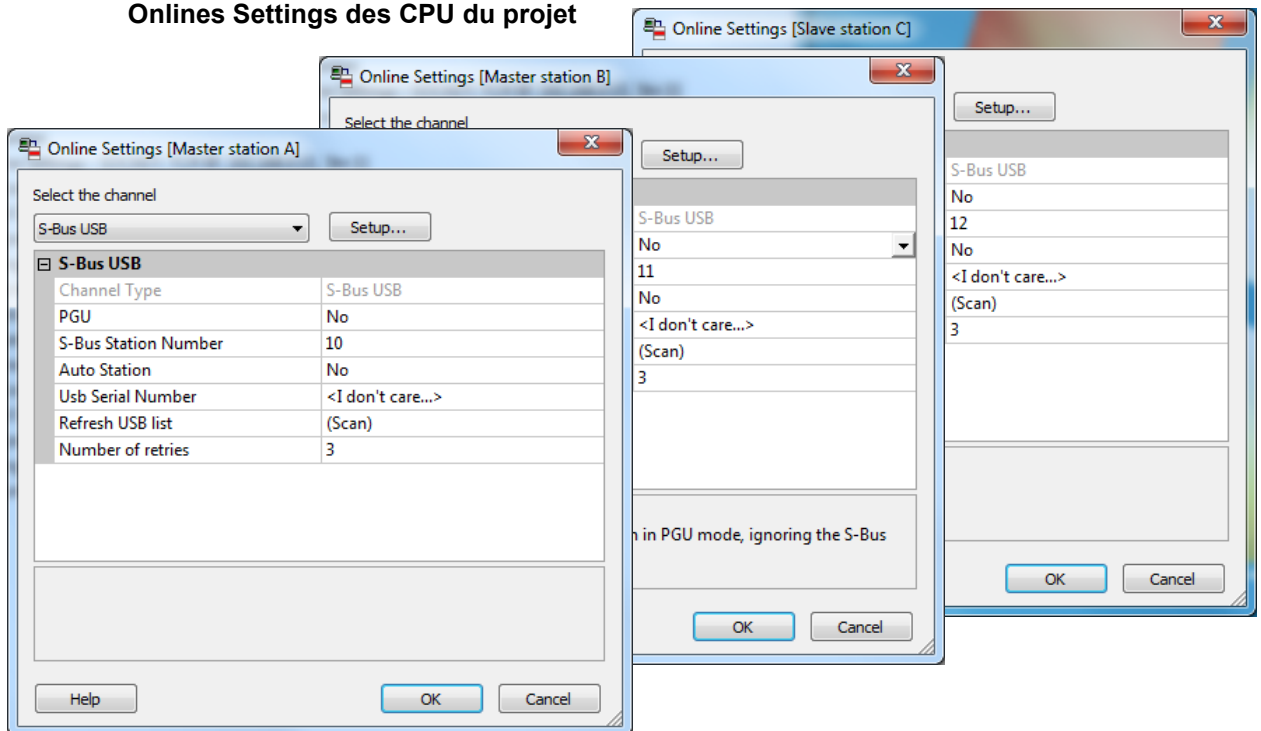 Onlines Settings des CPU du projet
Online Settings [Slave station C]
Setup...
S-Bus USB
No
12
No
<I don't care...>
(Scan)
3
OK Cancel
Online Settings [Master station B]
Select the channel
Setup...
S-Bus USB
No
11
No
<I don't care...>
(Scan)
3
in PGU mode, ignoring the S-Bus
OK Cancel
Online Settings [Master station A]
Select the channel
S-Bus USB Setup...
S-Bus USB
Channel Type S-Bus USB
PGU No
S-Bus Station Number 10
Auto Station No
Usb Serial Number <I don't care...>
Refresh USB list (Scan)
Number of retries 3
Help OK Cancel